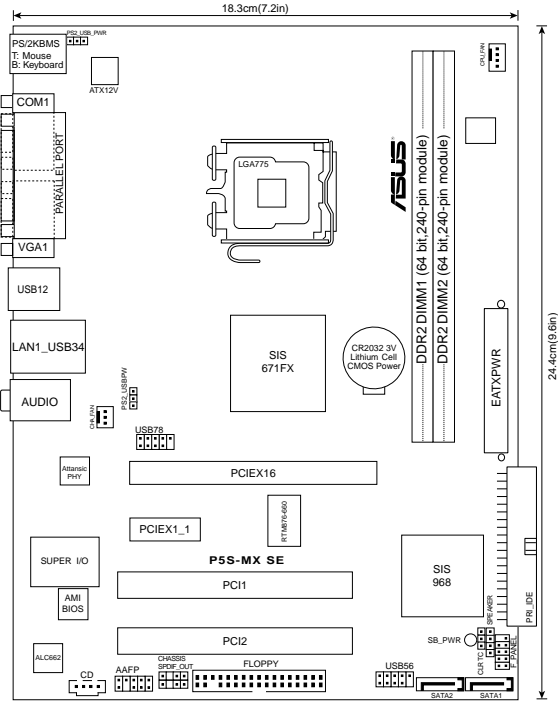 18.3cm(7.2in)
PS/2KBMS
T: Mouse
B: Keyboard
PS2_USB_PWR
ATX12V
CPU_FAN
COM1
PARALLEL PORT
VGA1
LGA775
ASUS
DDR2 DIMM1 (64 bit,240-pin module)
DDR2 DIMM2 (64 bit,240-pin module)
24.4cm(9.6in)
USB12
LAN1_USB34
SIS
671FX
CR2032 3V
Lithium Cell
CMOS Power
EATXPWR
AUDIO
PS2_USBPW
CHA_FAN
USB78
Attansic
PHY
PCIEX16
PCIEX1_1
RTM876-660
SUPER I/O
P5S-MX SE
SIS
968
PRI_IDE
AMI
BIOS
PCI1
PCI2
SPEAKER
SB_PWR
CLRTC
F_PANEL
ALC662
CD
AAFP
CHASSIS
SPDIF_OUT
FLOPPY
USB56
SATA2
SATA1